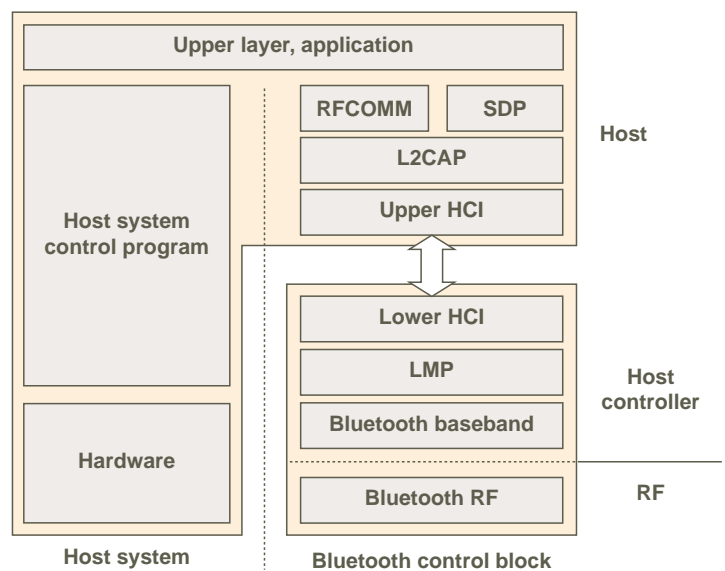 Upper layer, application
RFCOMM
SDP
Host
L2CAP
Host system
control program
Upper HCI
Lower HCI
LMP
Host
controller
Bluetooth baseband
Hardware
Bluetooth RF
RF
Host system
Bluetooth control block